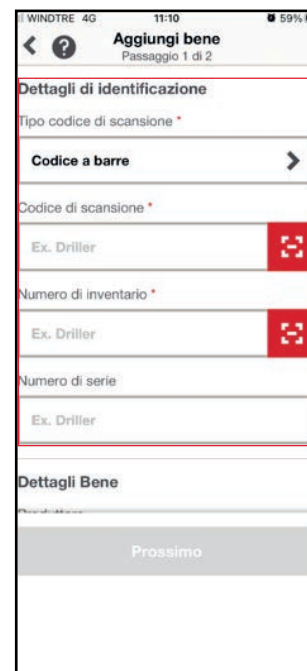 WINDTRE 4G 11:10 59%
Aggiungi bene
Passaggio 1 di 2
Dettagli di identificazione
Tipo codice di scansione *
Codice a barre
Codice di scansione *
Ex. Driller
Numero di inventario *
Ex. Driller
Numero di serie
Ex. Driller
Dettagli Bene
Prossimo